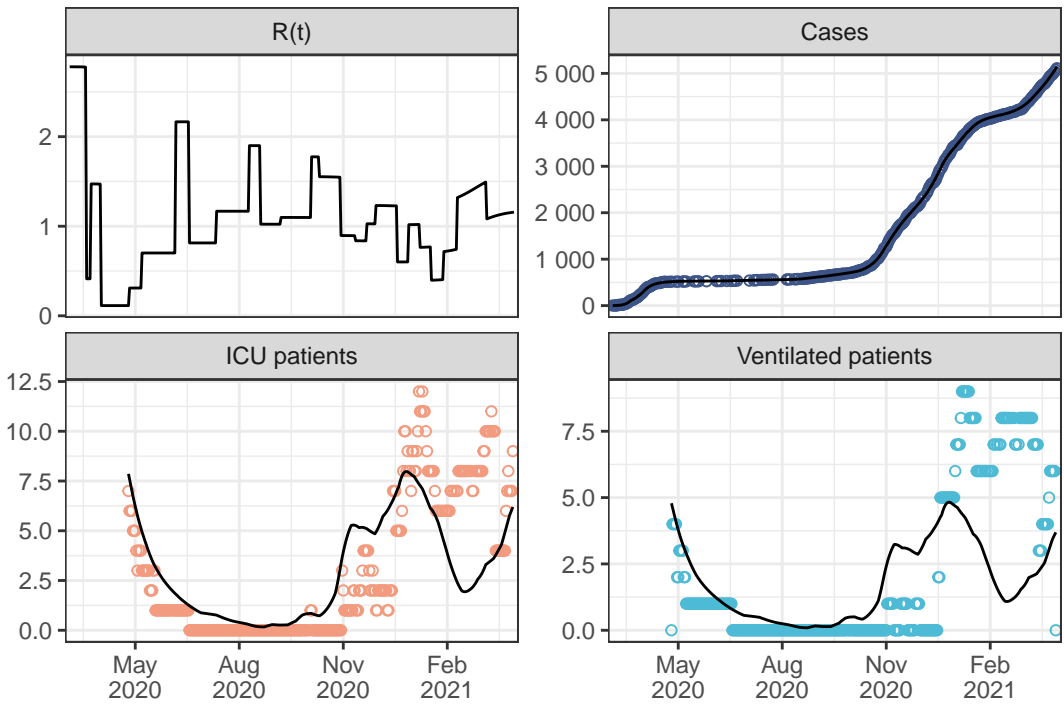 R(t)
Cases
2
1
0
5 000
4 000
3 000
2 000
1 000
0
ICU patients
Ventilated patients
12.5
10.0
7.5
5.0
2.5
0.0
7.5
5.0
2.5
0.0
May Aug Nov Feb
2020 2020 2020 2021
May Aug Nov Feb
2020 2020 2020 2021